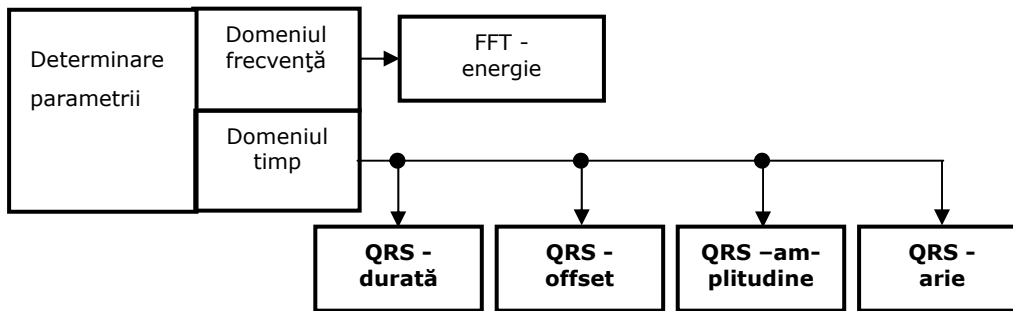 Determinare
parametrii
Domeniul
frecvenţă
FFT -
energie
Domeniul
timp
QRS -
durată
QRS -
offset
QRS –am-
plitudine
QRS -
arie